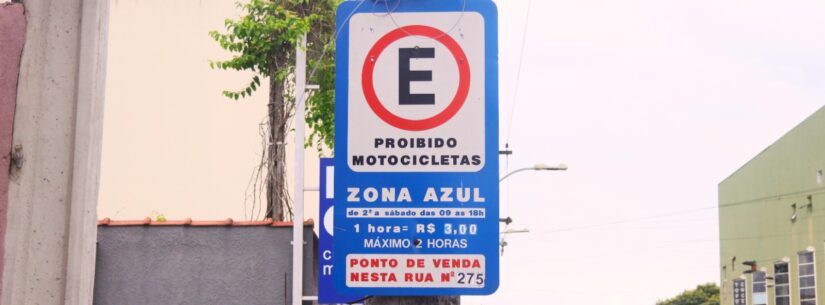 E
PROIBIDO
MOTOCICLETAS
ZONA AZUL
de 2ª a sábado das 09 as 18h
1 hora= R$ 3,00
MÁXIMO 2 HORAS
PONTO DE VENDA
NESTA RUA Nº 275